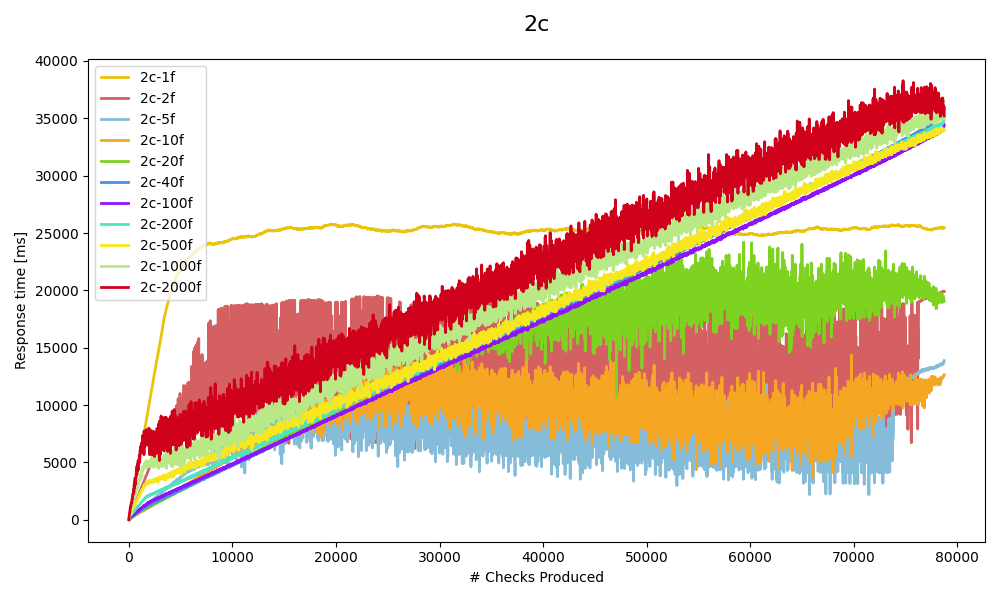 2c
Response time [ms]
40000
35000
30000
25000
20000
15000
10000
5000
0
2c-1f
2c-2f
2c-5f
2c-10f
2c-20f
2c-40f
2c-100f
2c-200f
2c-500f
2c-1000f
2c-2000f
0 10000 20000 30000 40000 50000 60000 70000 80000
# Checks Produced